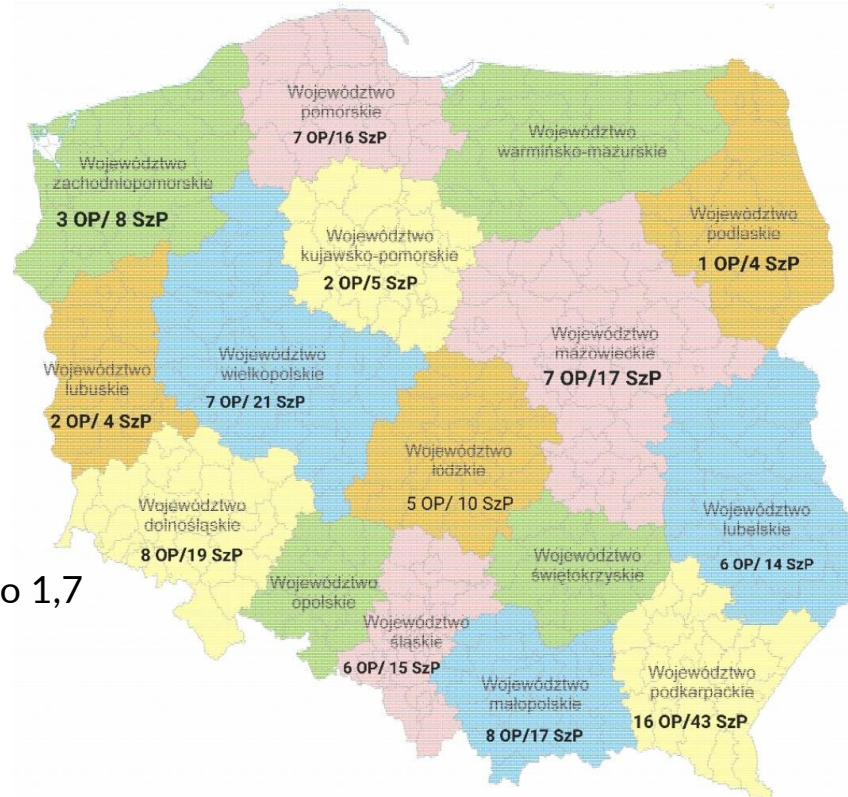 Województwo
pomorskie
7 OP/16 SzP
Województwo
warmińsko-mazurskie
Województwo
zachodniopomorskie
3 OP/ 8 SzP
Województwo
podlaskie
1 OP/4 SzP
Województwo
kujawsko-pomorskie
2 OP/5 SzP
Województwo
mazowieckie
7 OP/17 SzP
Województwo
wielkopolskie
7 OP/ 21 SzP
Województwo
lubuskie
2 OP/ 4 SzP
Województwo
łódzkie
5 OP/ 10 SzP
Województwo
dolnośląskie
8 OP/19 SzP
Województwo
lubelskie
6 OP/ 14 SzP
Województwo
świętokrzyskie
o 1,7
Województwo
opolskie
Województwo
śląskie
6 OP/ 15 SzP
Województwo
małopolskie
8 OP/17 SzP
Województwo
podkarpackie
16 OP/43 SzP